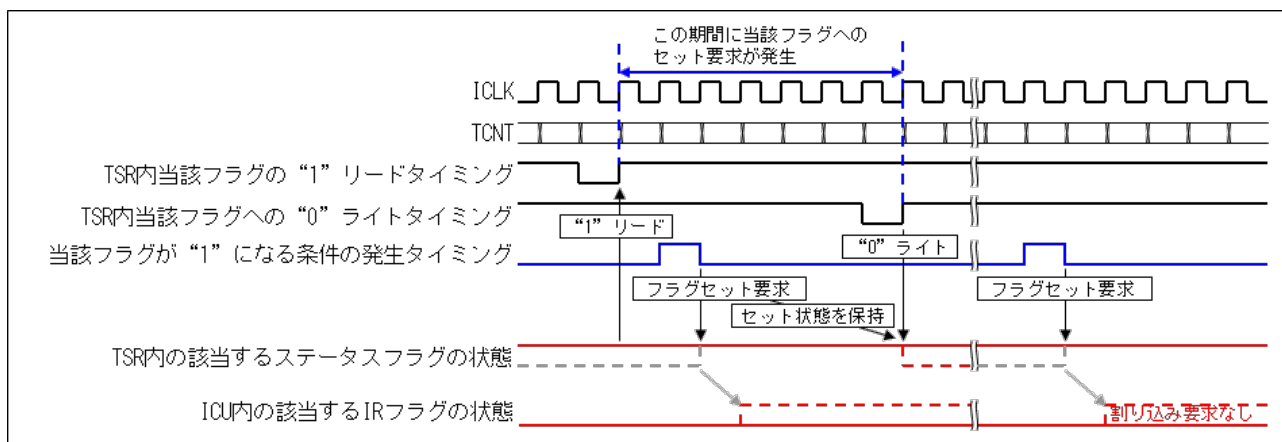 この期間に当該フラグへの
セット要求が発生
ICLK
TCNT
TSR内当該フラグの“1”リードタイミング
TSR内当該フラグへの“0”ライトタイミング
“1”リード
当該フラグが“1”になる条件の発生タイミング
“0”ライト
フラグセット要求
フラグセット要求
セット状態を保持
TSR内の該当するステータスフラグの状態
ICU内の該当するIRフラグの状態
割り込み要求なし